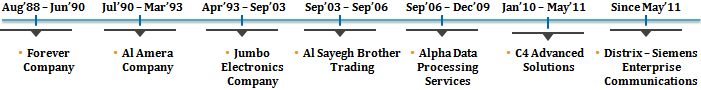 Aug’88 – Jun’90
Jul’90 – Mar’93
Apr’93 – Sep’03
Sep’03 – Sep’06
Sep’06 – Dec’09
Jan’10 – May’11
Since May’11
• Forever
Company
• Al Amera
Company
• Jumbo
Electronics
Company
• Al Sayegh Brother
Trading
• Alpha Data
Processing
Services
• C4 Advanced
Solutions
• Distrix – Siemens
Enterprise
Communications